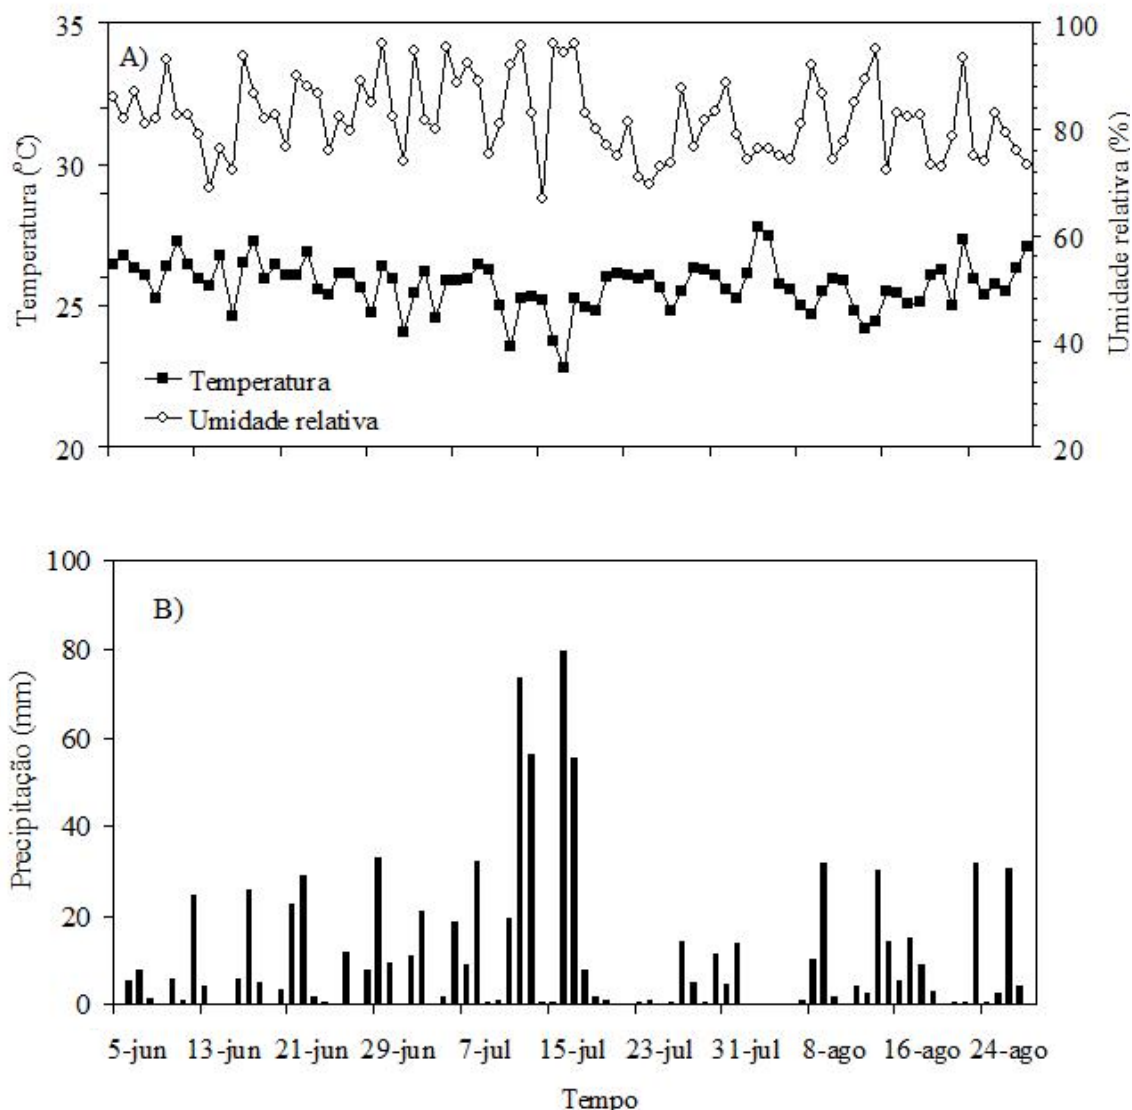 A)
35
30
25
20
Temperatura (°C)
100
80
60
40
20
Umidade relativa (%)
Temperatura
Umidade relativa
B)
100
80
60
40
20
0
Precipitação (mm)
5-jun 13-jun 21-jun 29-jun 7-jul 15-jul 23-jul 31-jul 8-ago 16-ago 24-ago
Tempo